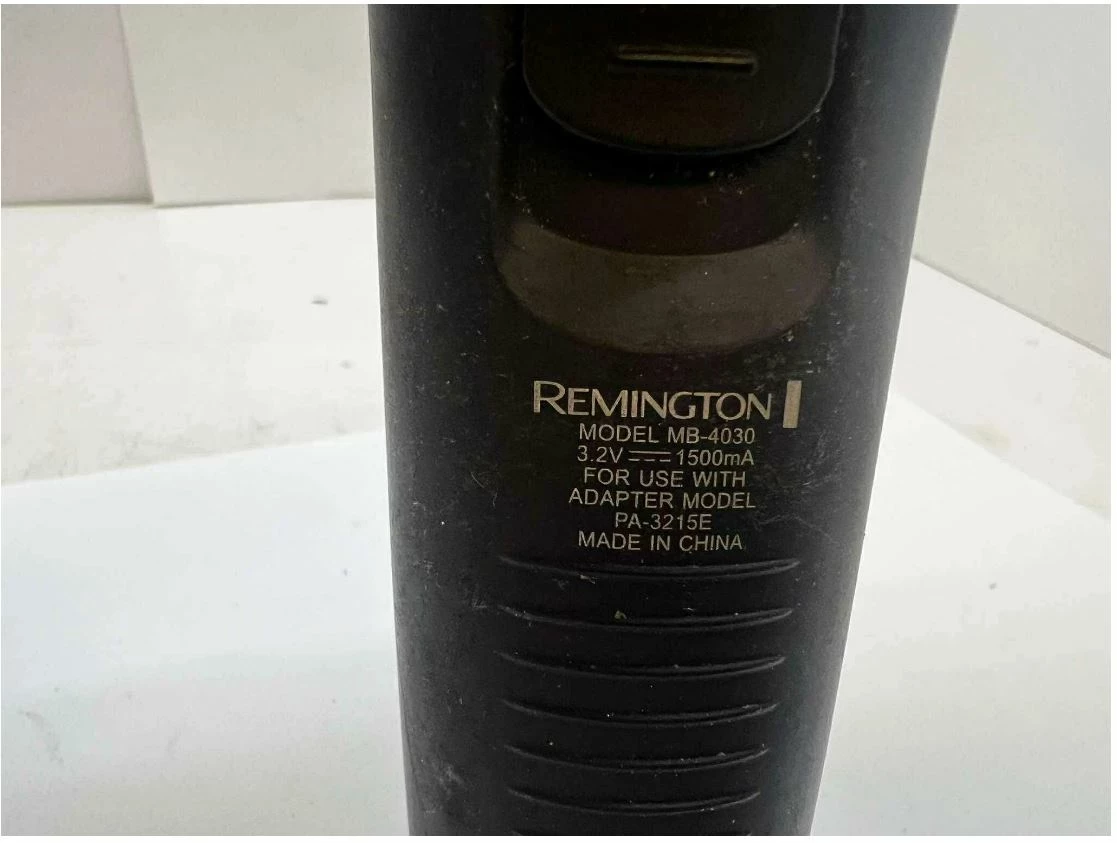 REMINGTON
MODEL MB-4030
3.2V ⎓ 1500mA
FOR USE WITH
ADAPTER MODEL
PA-3215E
MADE IN CHINA